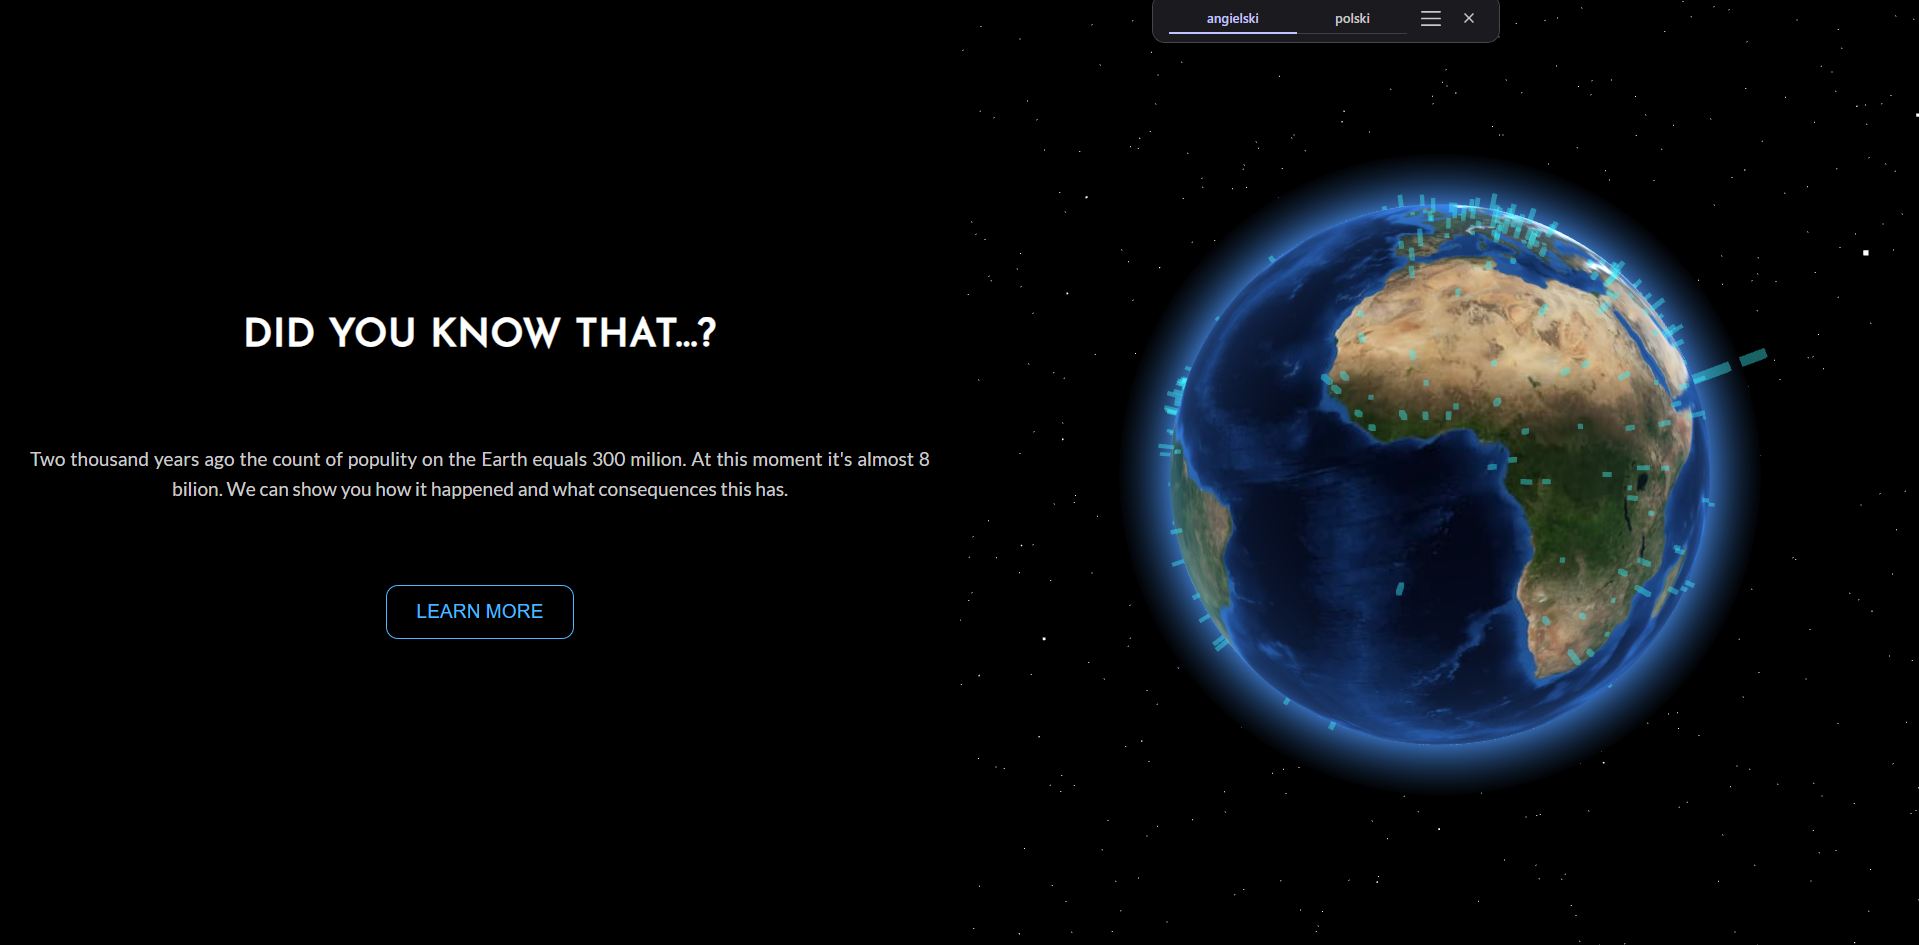 angielski polski
DID YOU KNOW THAT...?
Two thousand years ago the count of populity on the Earth equals 300 milion. At this moment it's almost 8
bilion. We can show you how it happened and what consequences this has.
LEARN MORE